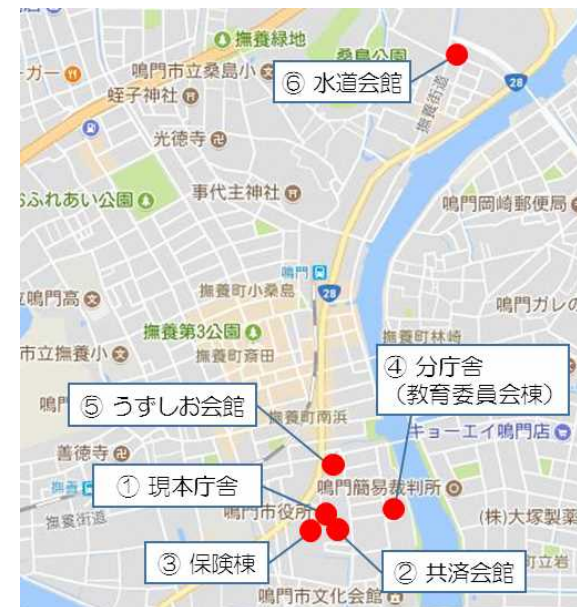 撫養緑地
桑島公園
ーガー
鳴門市立桑島小
⑥ 水道会館
蛭子神社
28
撫養街道
光徳寺
おふれあい公園
事代主神社
鳴門岡崎郵便局
鳴門
立鳴門高
撫養町小桑島
28
鳴門ガレの
撫養第3公園
撫養町林崎
市立撫養小
撫養町斎田
④ 分庁舎
(教育委員会棟)
⑤ うずしお会館
撫養町南浜
キョーエイ鳴門店
善徳寺
① 現本庁舎
鳴門簡易裁判所
撫養街道
鳴門市役所
(株)大塚製薬
③ 保険棟
② 共済会館
町立岩
鳴門市文化会館